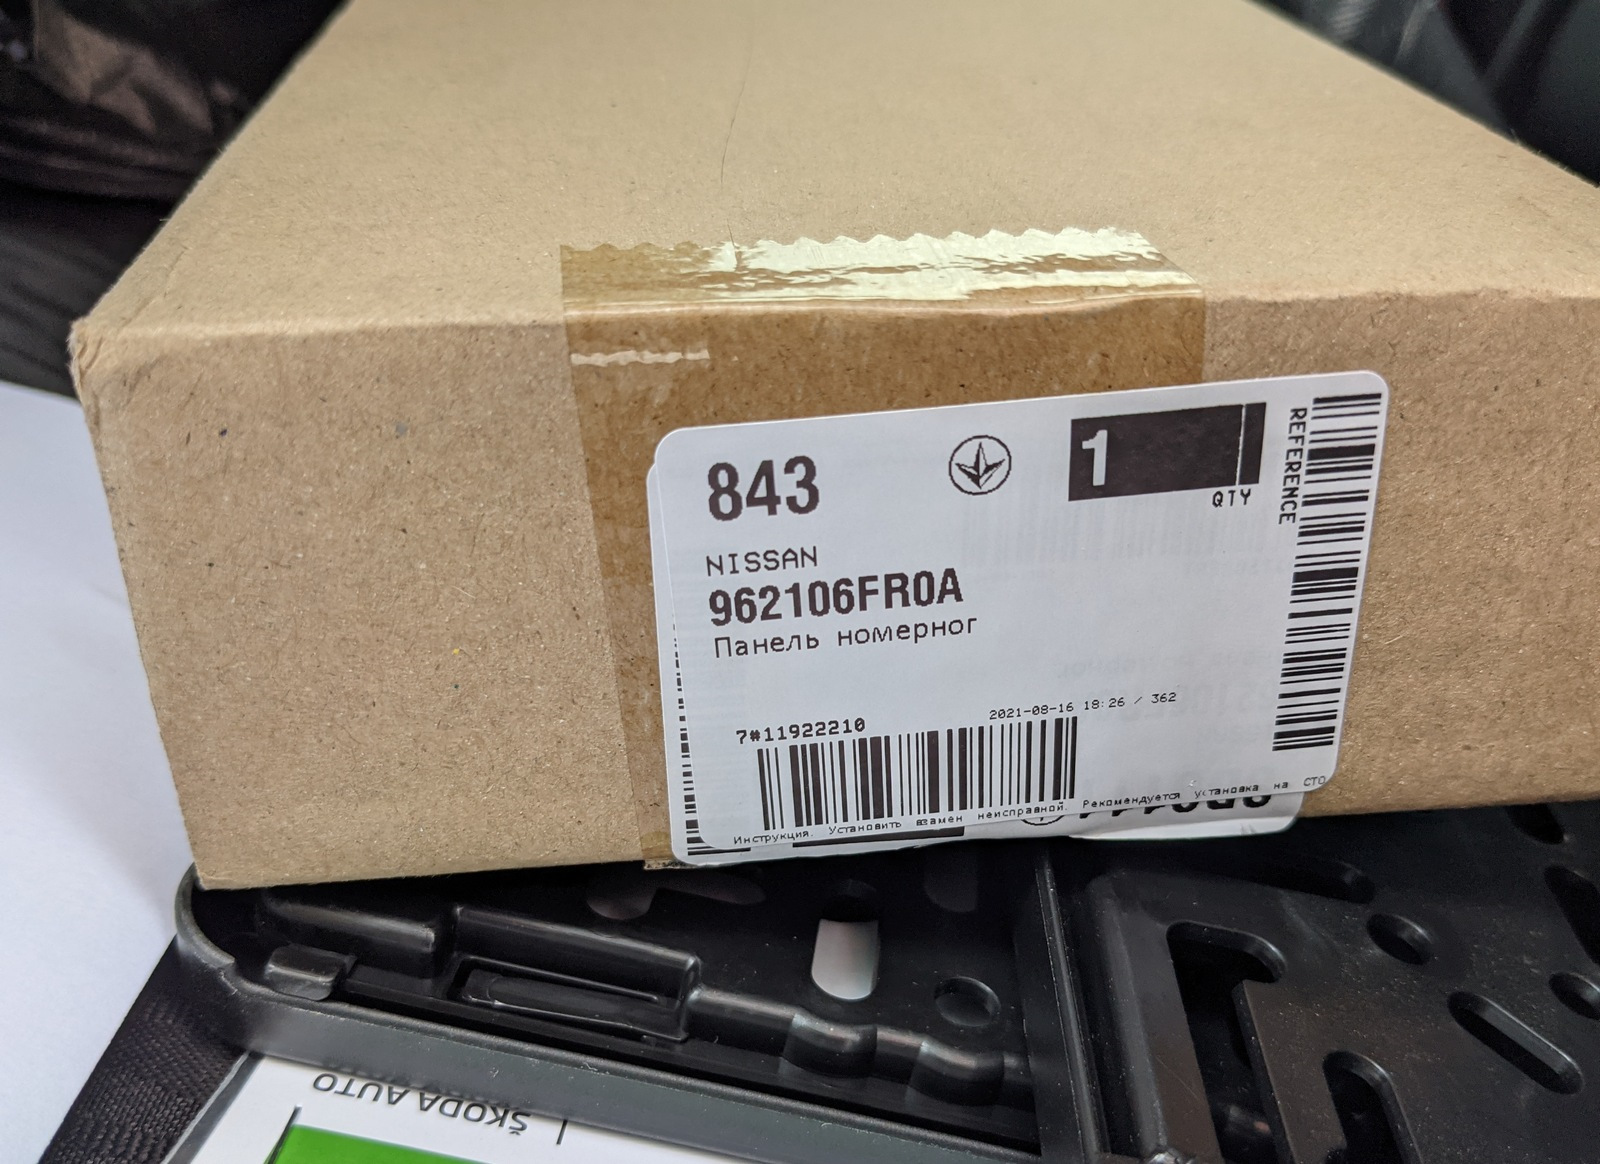 843
1
QTY
REFERENCE
NISSAN
962106FR0A
Панель номерног
2021-08-16 18:26 / 362
7#11922210
Инструкция. Установить взамен неисправной. Рекомендуется установка на СТО
ŠKODA AUTO